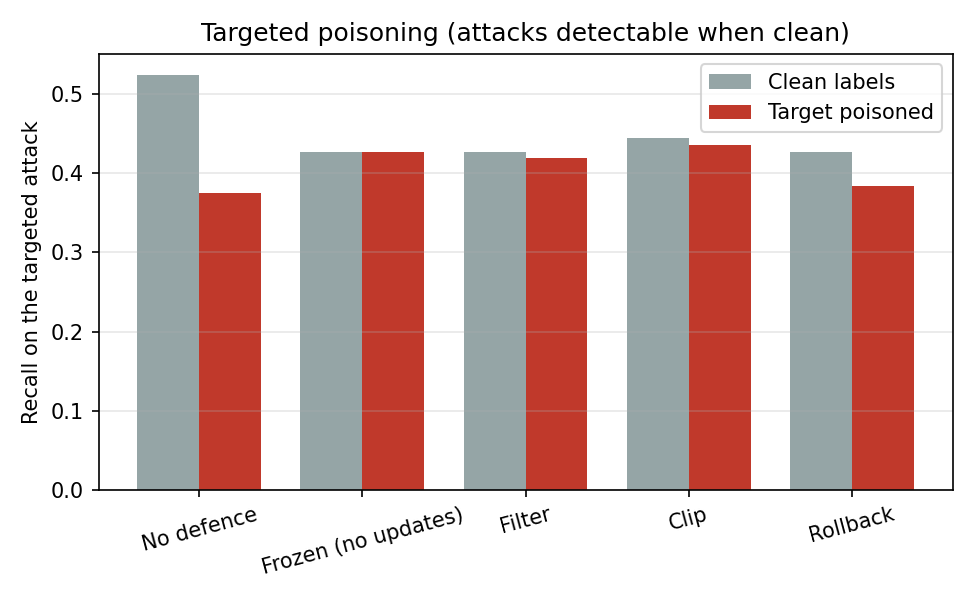 Targeted poisoning (attacks detectable when clean)
Clean labels
Target poisoned
Recall on the targeted attack
0.5
0.4
0.3
0.2
0.1
0.0
No defence
Frozen (no updates)
Filter
Clip
Rollback